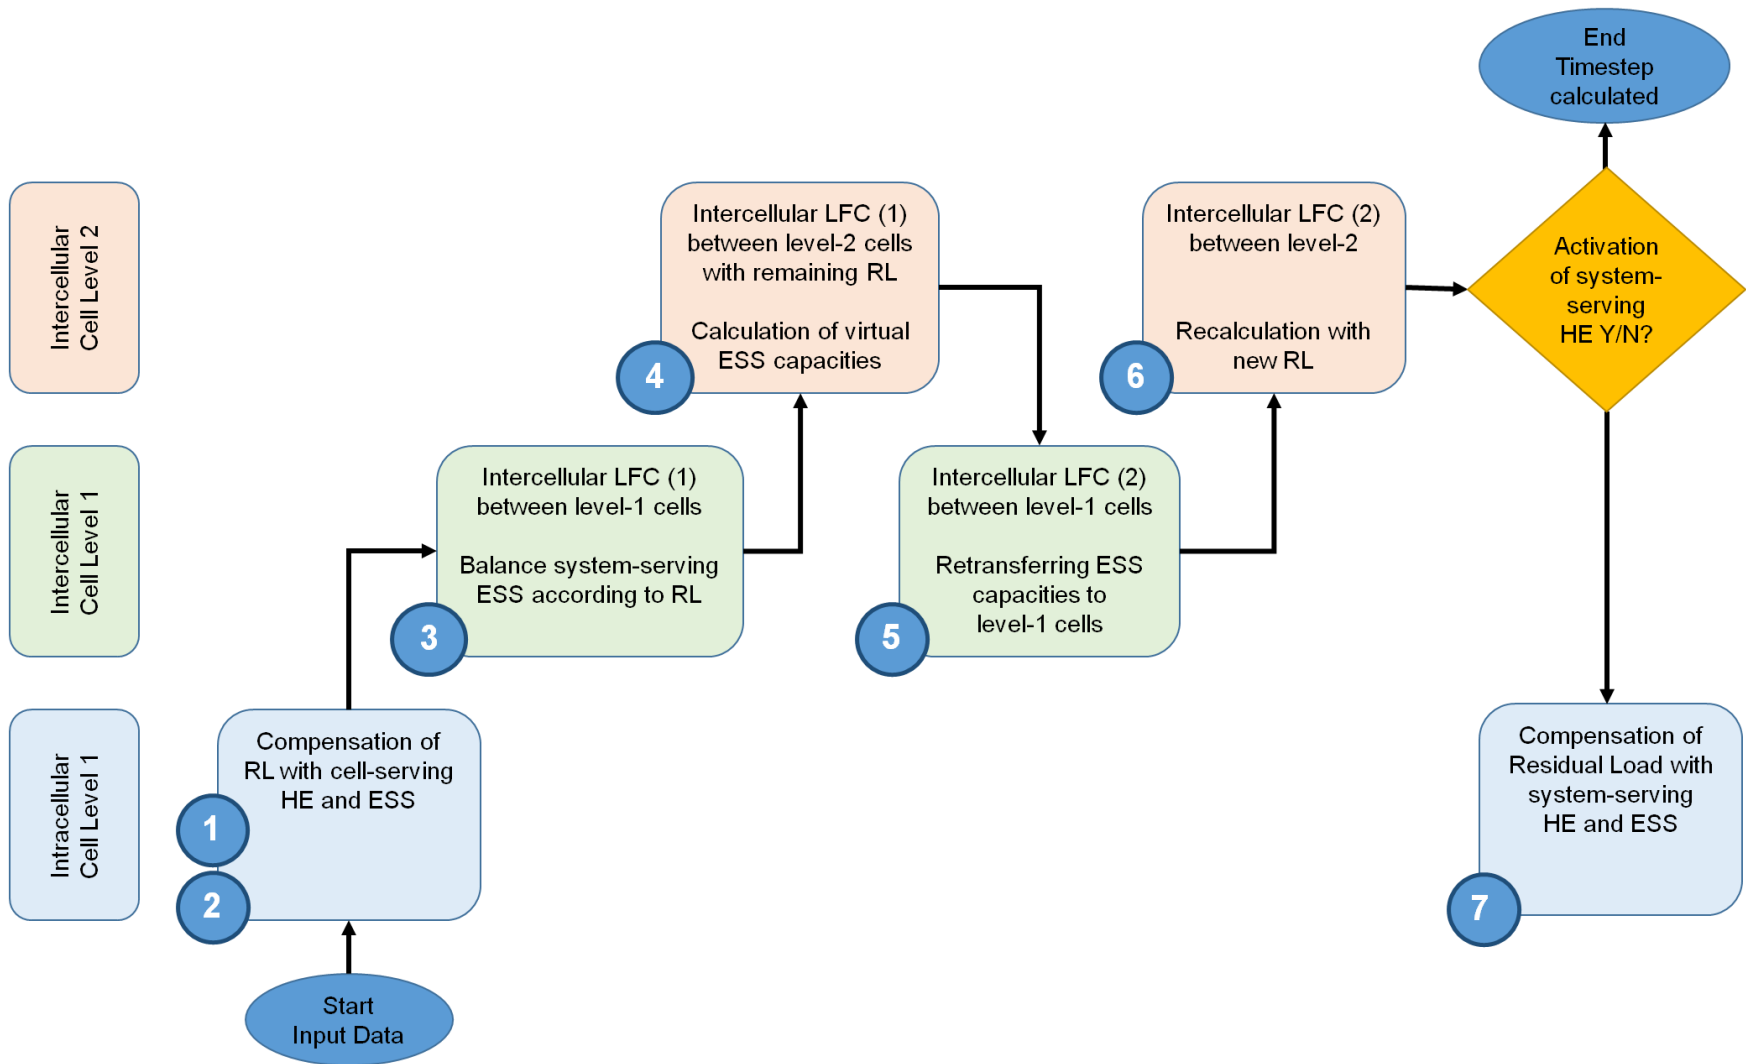 End
Timestep
calculated
Intercellular
Cell Level 2
Intercellular LFC (1)
between level-2 cells
with remaining RL
Calculation of virtual
ESS capacities
4
Intercellular LFC (2)
between level-2
Recalculation with
new RL
6
Activation
of system-
serving
HE Y/N?
Intercellular
Cell Level 1
Intercellular LFC (1)
between level-1 cells
Balance system-serving
ESS according to RL
3
Intercellular LFC (2)
between level-1 cells
Retransferring ESS
capacities to
level-1 cells
5
Intracellular
Cell Level 1
Compensation of
RL with cell-serving
HE and ESS
1
2
Compensation of
Residual Load with
system-serving
HE and ESS
7
Start
Input Data